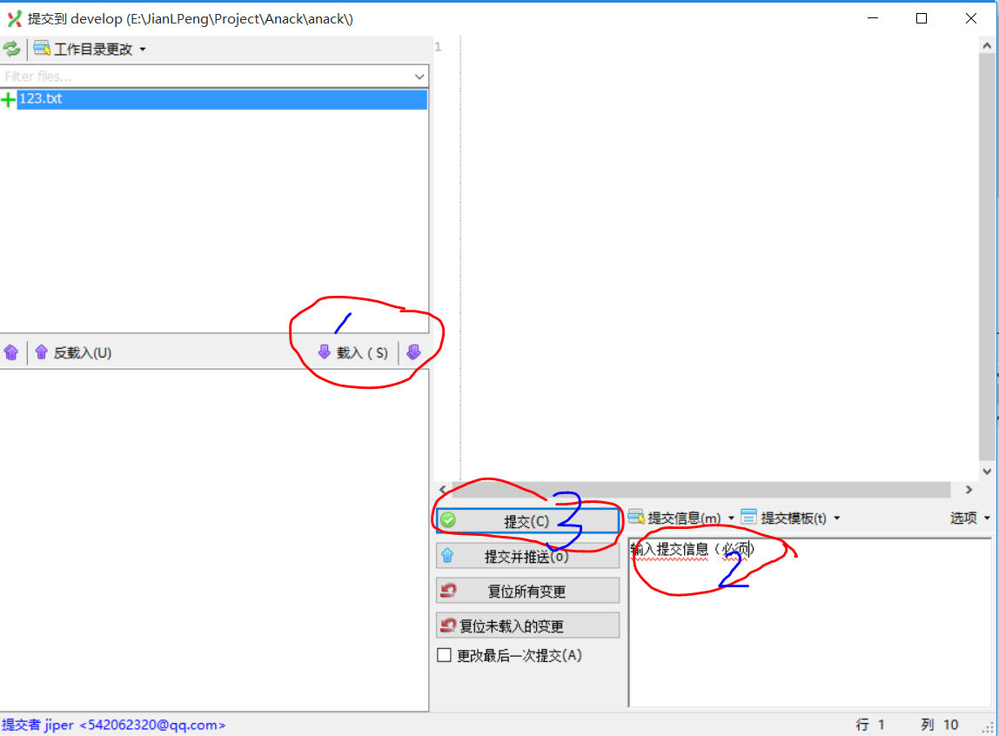 提交到 develop (E:\JianLPeng\Project\Anack\anack\)
工作目录更改
Filter files...
123.txt
1
反载入(U)
载入 ( S)
1
提交(C)
3
提交并推送(o)
复位所有变更
复位未载入的变更
更改最后一次提交(A)
提交信息(m)
提交模板(t)
选项
输入提交信息（必页）
2
提交者 jiper <542062320@qq.com>
行 1
列 10